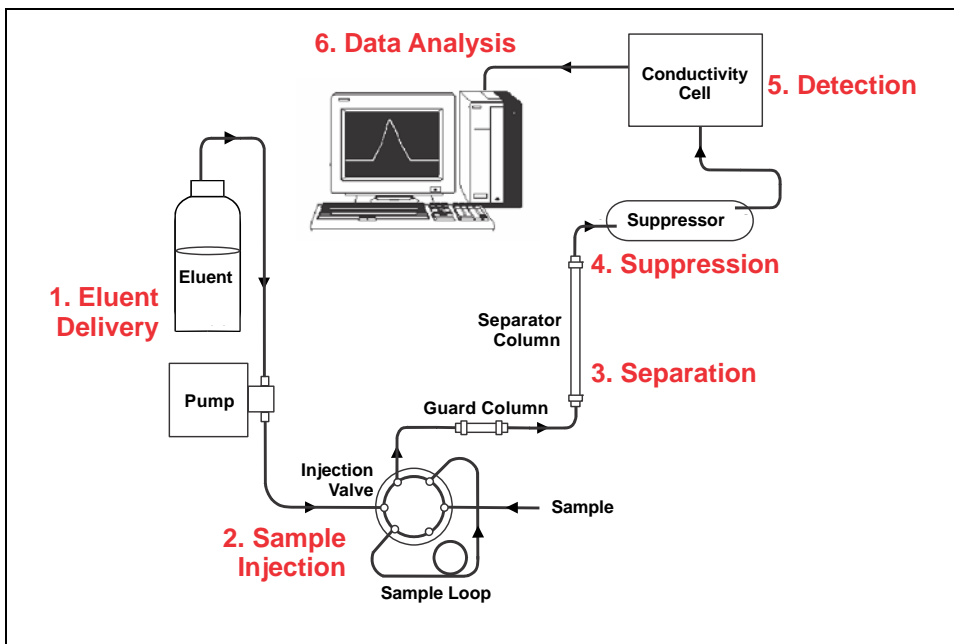 6. Data Analysis
Conductivity
Cell
5. Detection
Suppressor
4. Suppression
Eluent
1. Eluent
Delivery
Separator
Column
3. Separation
Pump
Guard Column
Injection
Valve
Sample
2. Sample
Injection
Sample Loop